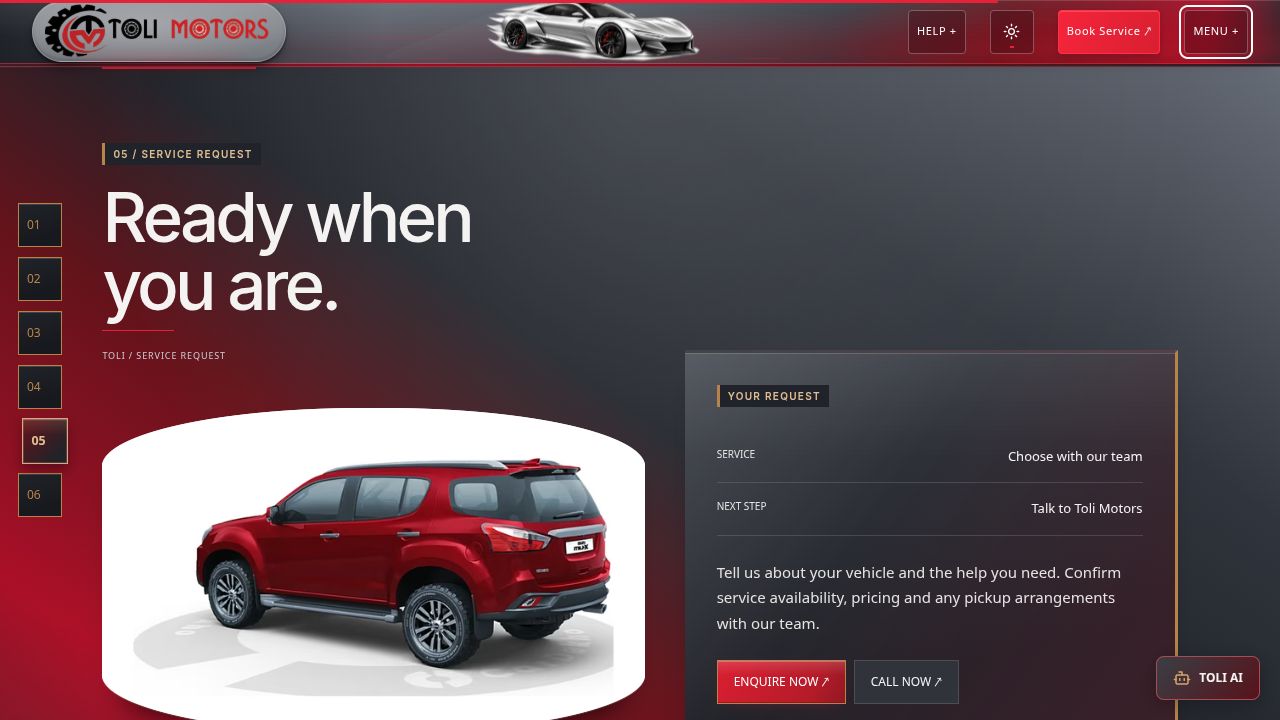 TOLI MOTORS
HELP +
Book Service ↗
MENU +
05 / SERVICE REQUEST
Ready when
you are.
TOLI / SERVICE REQUEST
01
02
03
04
05
06
YOUR REQUEST
SERVICE
Choose with our team
NEXT STEP
Talk to Toli Motors
Tell us about your vehicle and the help you need. Confirm
service availability, pricing and any pickup arrangements
with our team.
ENQUIRE NOW ↗
CALL NOW ↗
TOLI AI